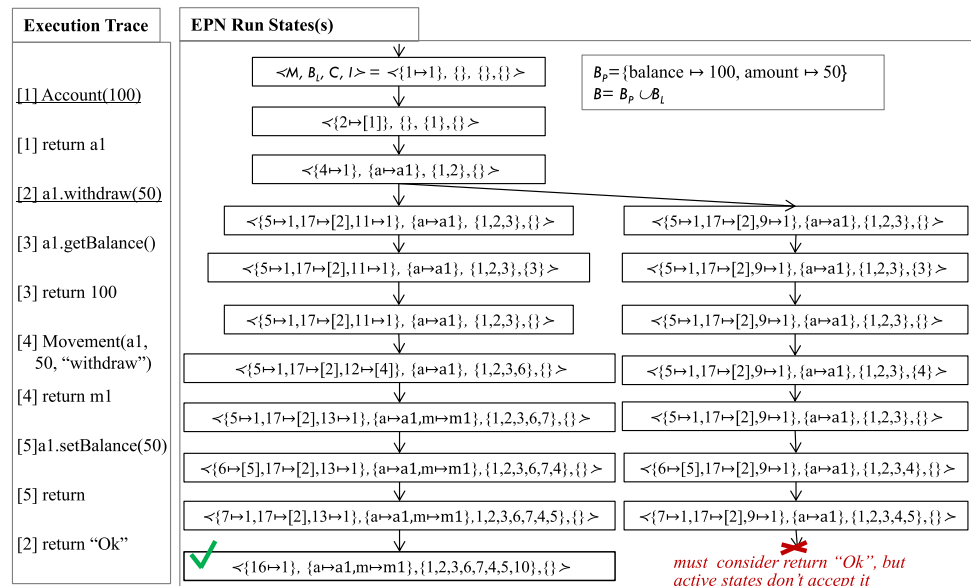 Execution Trace
EPN Run States(s)
≺M, B_L, C, I≻ = ≺{1↦1}, {}, {},{}≻
B_P={balance ↦ 100, amount ↦ 50}
B= B_P ∪B_L
[1] Account(100)
≺{2↦[1]}, {}, {1},{}≻
[1] return a1
≺{4↦1}, {a↦a1}, {1,2},{}≻
[2] a1.withdraw(50)
≺{5↦1,17↦[2],11↦1}, {a↦a1}, {1,2,3},{}≻
≺{5↦1,17↦[2],9↦1},{a↦a1},{1,2,3},{}≻
[3] a1.getBalance()
≺{5↦1,17↦[2],11↦1}, {a↦a1}, {1,2,3},{3}≻
≺{5↦1,17↦[2],9↦1},{a↦a1},{1,2,3},{3}≻
[3] return 100
≺{5↦1,17↦[2],11↦1}, {a↦a1}, {1,2,3},{}≻
≺{5↦1,17↦[2],9↦1},{a↦a1},{1,2,3},{}≻
[4] Movement(a1,
50, “withdraw”)
≺{5↦1,17↦[2],12↦[4]}, {a↦a1}, {1,2,3,6},{}≻
≺{5↦1,17↦[2],9↦1},{a↦a1},{1,2,3},{4}≻
[4] return m1
≺{5↦1,17↦[2],13↦1},{a↦a1,m↦m1},{1,2,3,6,7},{}≻
≺{5↦1,17↦[2],9↦1},{a↦a1},{1,2,3},{}≻
[5]a1.setBalance(50)
≺{6↦[5],17↦[2],13↦1},{a↦a1,m↦m1},{1,2,3,6,7,4},{}≻
≺{6↦[5],17↦[2],9↦1},{a↦a1},{1,2,3,4},{}≻
[5] return
≺{7↦1,17↦[2],13↦1},{a↦a1,m↦m1},1,2,3,6,7,4,5},{}≻
≺{7↦1,17↦[2],9↦1},{a↦a1},{1,2,3,4,5},{}≻
[2] return “Ok”
≺{16↦1}, {a↦a1,m↦m1},{1,2,3,6,7,4,5,10},{}≻
must consider return “Ok”, but
active states don’t accept it